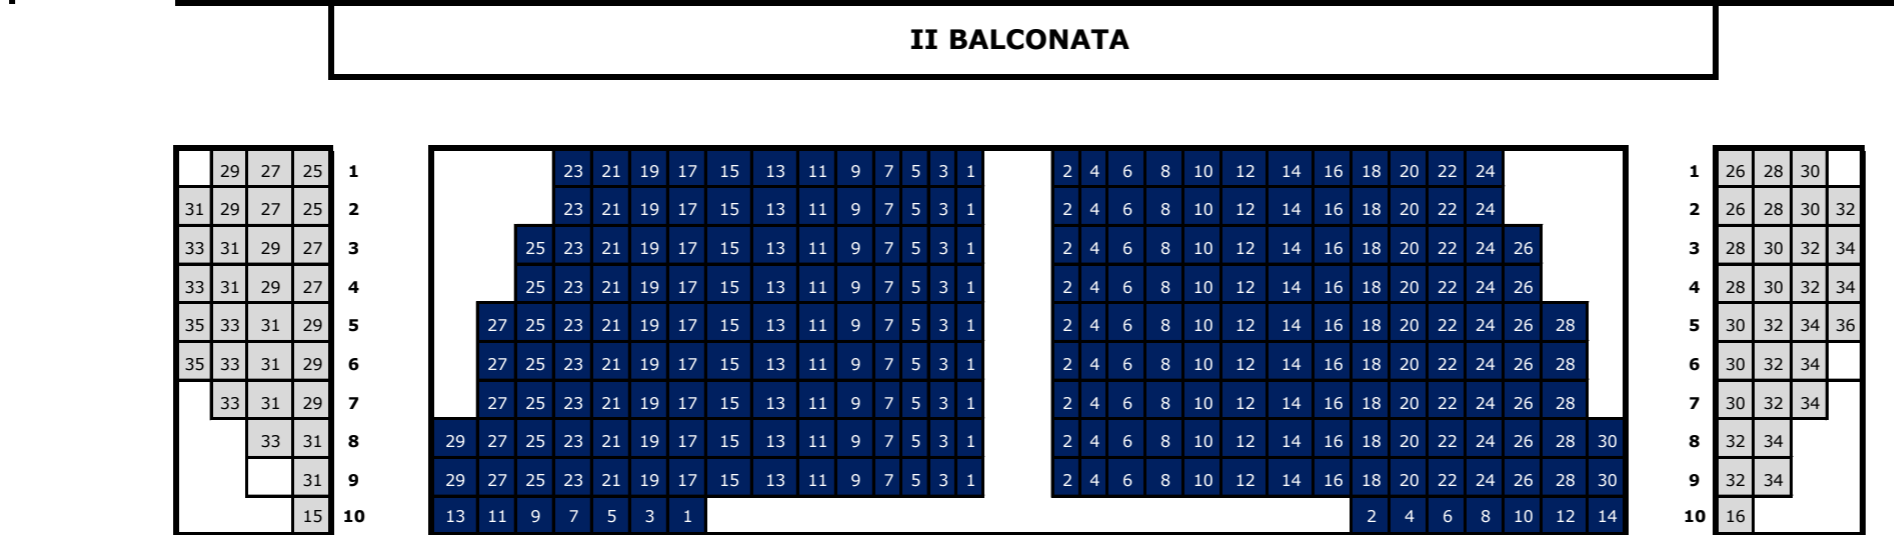 II BALCONATA
29 27 25 1 23 21 19 17 15 13 11 9 7 5 3 1 2 4 6 8 10 12 14 16 18 20 22 24 1 26 28 30
31 29 27 25 2 23 21 19 17 15 13 11 9 7 5 3 1 2 4 6 8 10 12 14 16 18 20 22 24 2 26 28 30 32
33 31 29 27 3 25 23 21 19 17 15 13 11 9 7 5 3 1 2 4 6 8 10 12 14 16 18 20 22 24 26 3 28 30 32 34
33 31 29 27 4 25 23 21 19 17 15 13 11 9 7 5 3 1 2 4 6 8 10 12 14 16 18 20 22 24 26 4 28 30 32 34
35 33 31 29 5 27 25 23 21 19 17 15 13 11 9 7 5 3 1 2 4 6 8 10 12 14 16 18 20 22 24 26 28 5 30 32 34 36
35 33 31 29 6 27 25 23 21 19 17 15 13 11 9 7 5 3 1 2 4 6 8 10 12 14 16 18 20 22 24 26 28 6 30 32 34
33 31 29 7 27 25 23 21 19 17 15 13 11 9 7 5 3 1 2 4 6 8 10 12 14 16 18 20 22 24 26 28 7 30 32 34
33 31 8 29 27 25 23 21 19 17 15 13 11 9 7 5 3 1 2 4 6 8 10 12 14 16 18 20 22 24 26 28 30 8 32 34
31 9 29 27 25 23 21 19 17 15 13 11 9 7 5 3 1 2 4 6 8 10 12 14 16 18 20 22 24 26 28 30 9 32 34
15 10 13 11 9 7 5 3 1 2 4 6 8 10 12 14 10 16